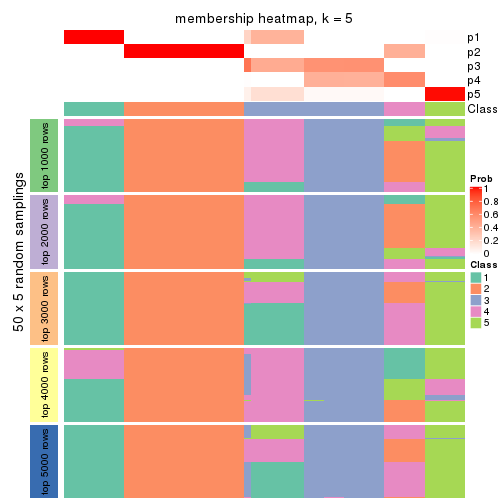 membership heatmap, k = 5
p1
p2
p3
p4
p5
Class
50 x 5 random samplings
top 1000 rows
top 2000 rows
top 3000 rows
top 4000 rows
top 5000 rows
Prob
1
0.8
0.6
0.4
0.2
0
Class
1
2
3
4
5